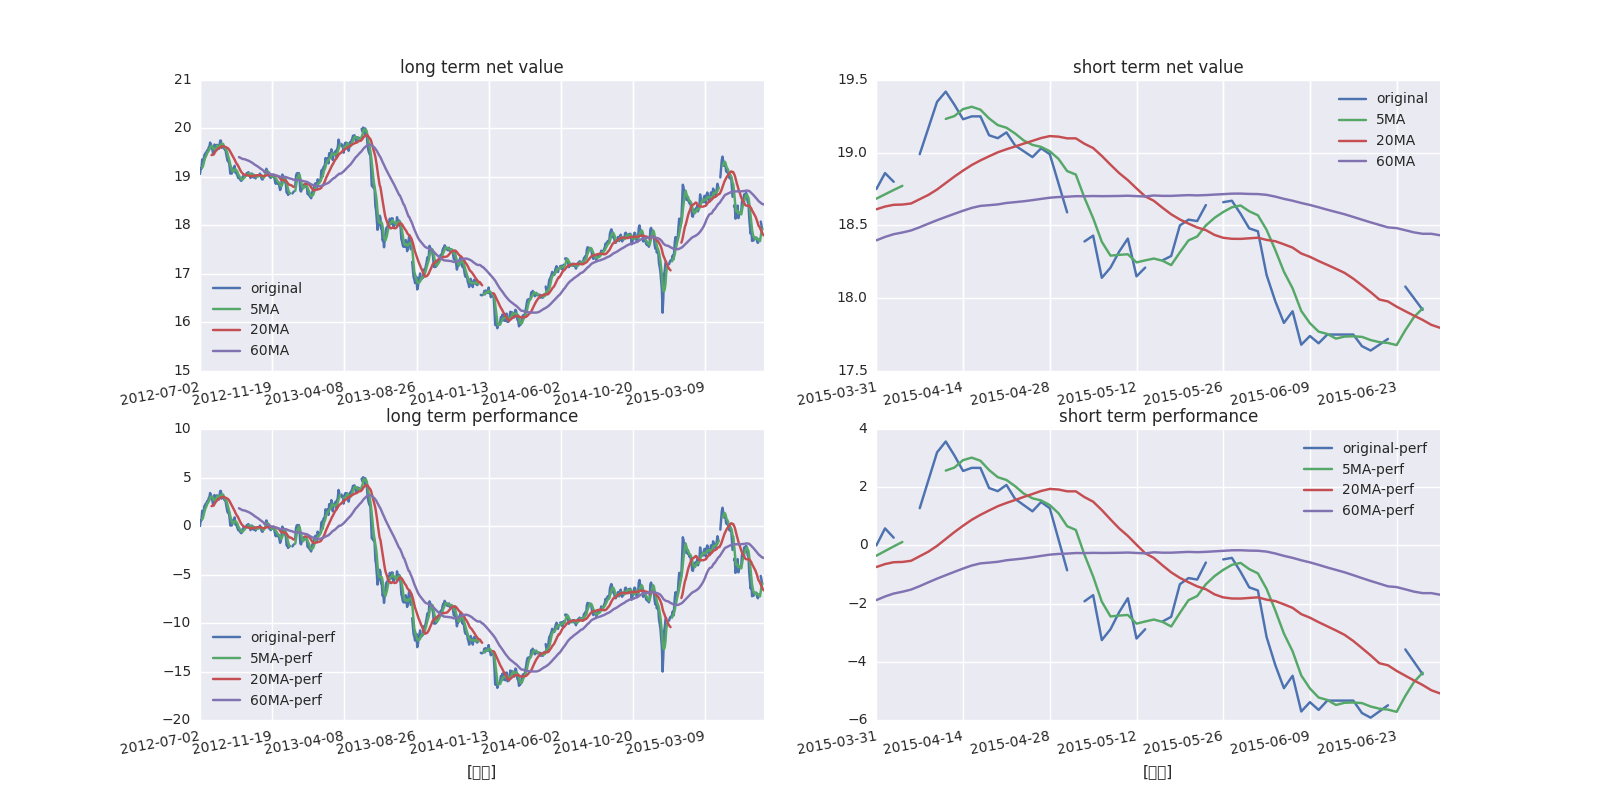 long term net value
21
20
19
18
17
16
15
original
5MA
20MA
60MA
2012-07-02 2012-11-19 2013-04-08 2013-08-26 2014-01-13 2014-06-02 2014-10-20 2015-03-09
short term net value
19.5
19.0
18.5
18.0
17.5
original
5MA
20MA
60MA
2015-03-31 2015-04-14 2015-04-28 2015-05-12 2015-05-26 2015-06-09 2015-06-23
long term performance
10
5
0
−5
−10
−15
−20
original-perf
5MA-perf
20MA-perf
60MA-perf
2012-07-02 2012-11-19 2013-04-08 2013-08-26 2014-01-13 2014-06-02 2014-10-20 2015-03-09
short term performance
4
2
0
−2
−4
−6
original-perf
5MA-perf
20MA-perf
60MA-perf
2015-03-31 2015-04-14 2015-04-28 2015-05-12 2015-05-26 2015-06-09 2015-06-23